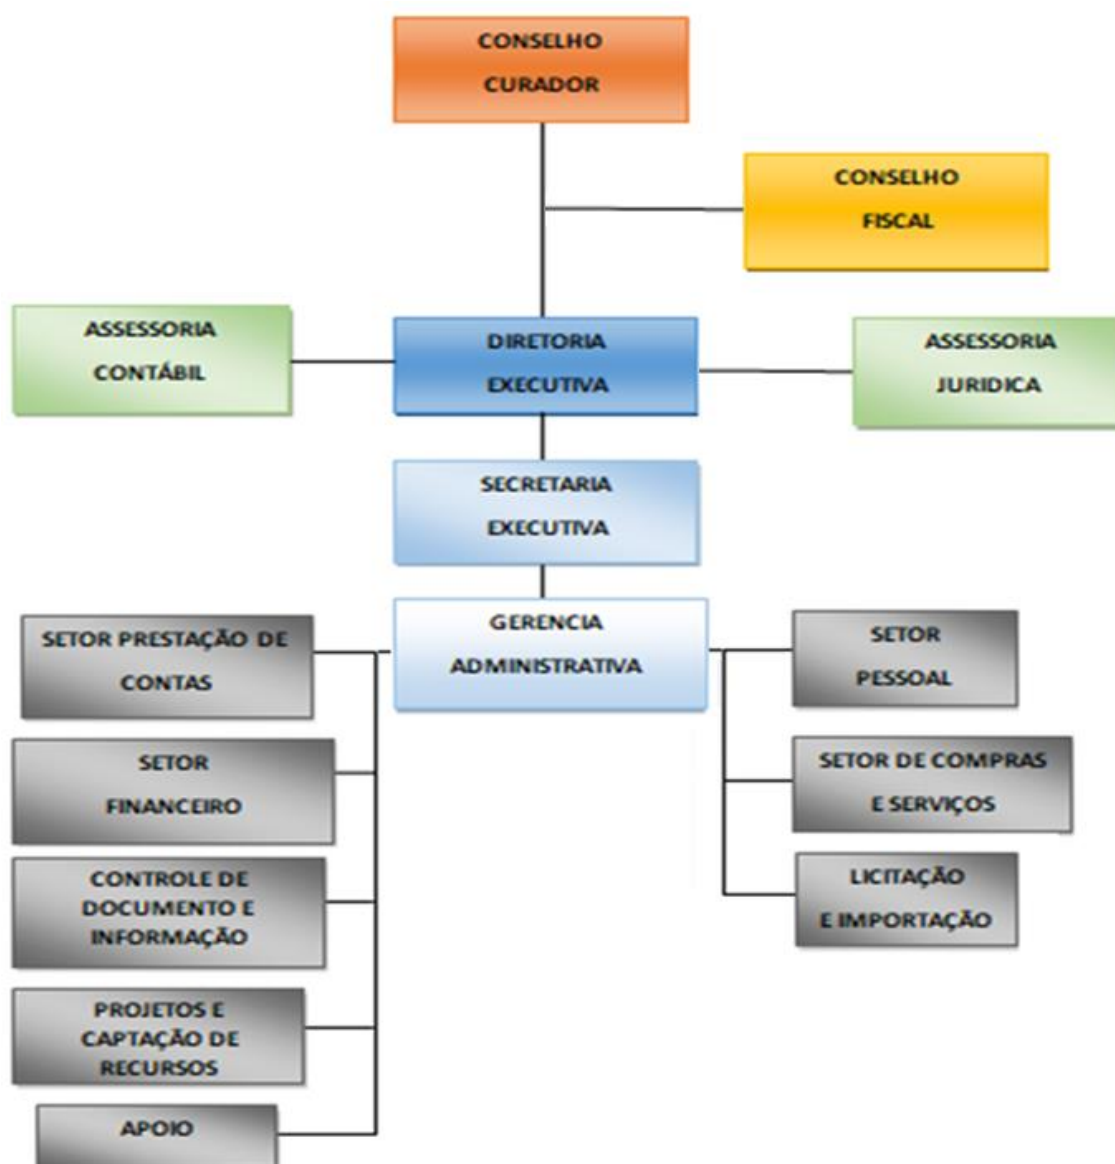 CONSELHO
CURADOR
CONSELHO
FISCAL
ASSESSORIA
CONTÁBIL
DIRETORIA
EXECUTIVA
ASSESSORIA
JURIDICA
SECRETARIA
EXECUTIVA
GERENCIA
ADMINISTRATIVA
SETOR PRESTAÇÃO DE
CONTAS
SETOR
FINANCEIRO
CONTROLE DE
DOCUMENTO E
INFORMAÇÃO
PROJETOS E
CAPTAÇÃO DE
RECURSOS
APOIO
SETOR
PESSOAL
SETOR DE COMPRAS
E SERVIÇOS
LICITAÇÃO
E IMPORTAÇÃO